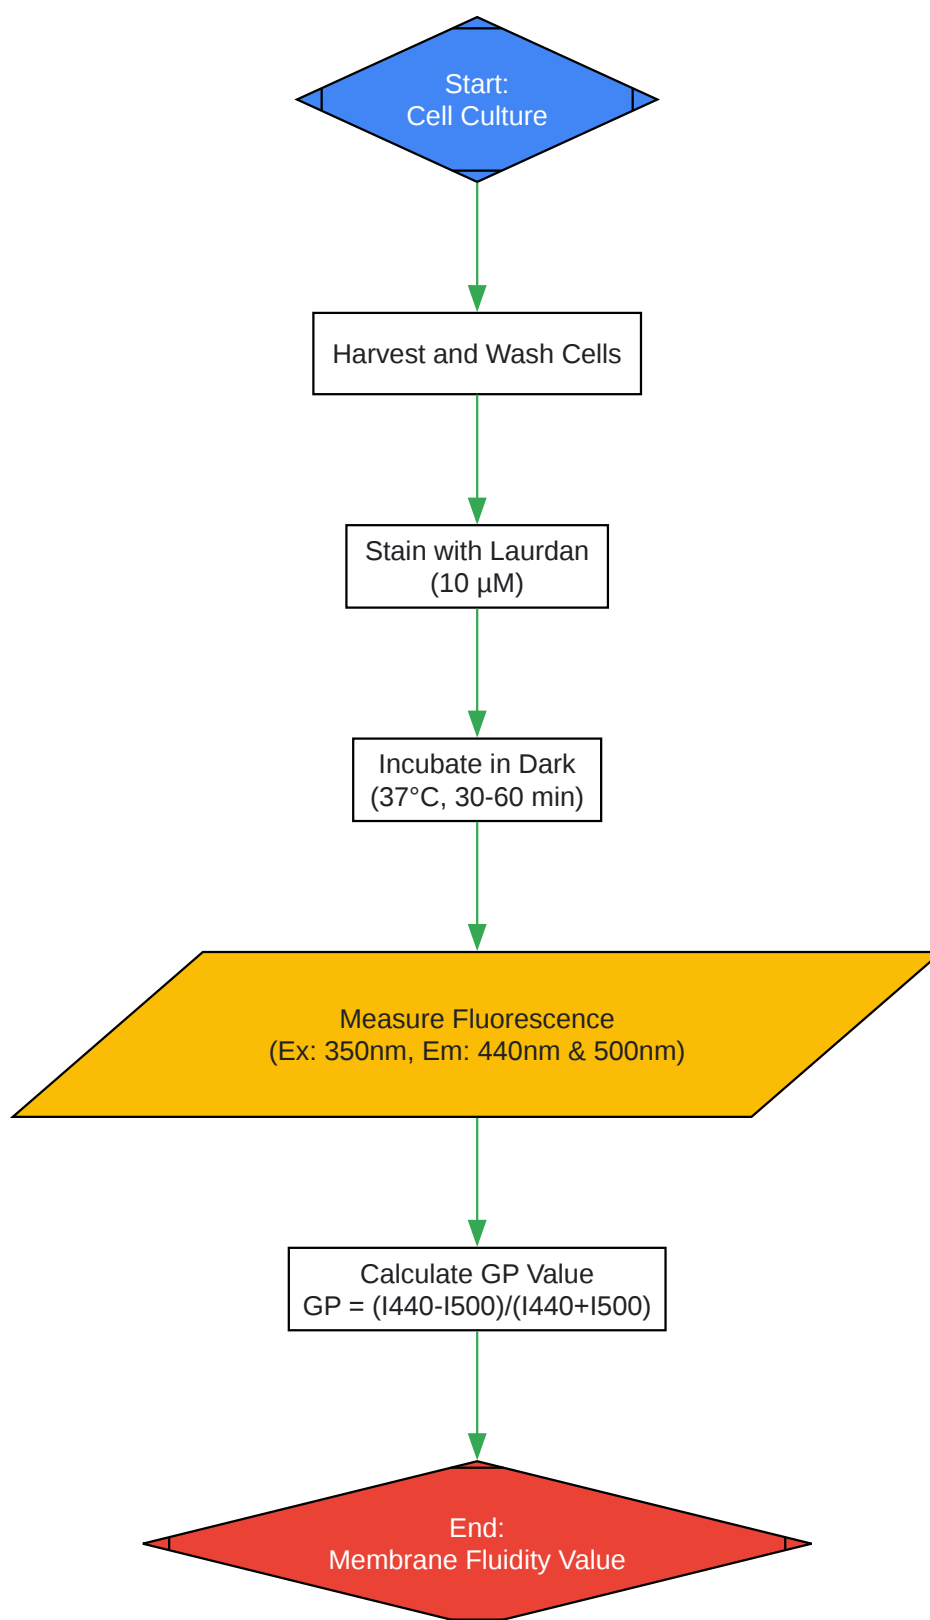 Start:
Cell Culture
Harvest and Wash Cells
Stain with Laurdan
(10 µM)
Incubate in Dark
(37°C, 30-60 min)
Measure Fluorescence
(Ex: 350nm, Em: 440nm & 500nm)
Calculate GP Value
GP = (I440-I500)/(I440+I500)
End:
Membrane Fluidity Value